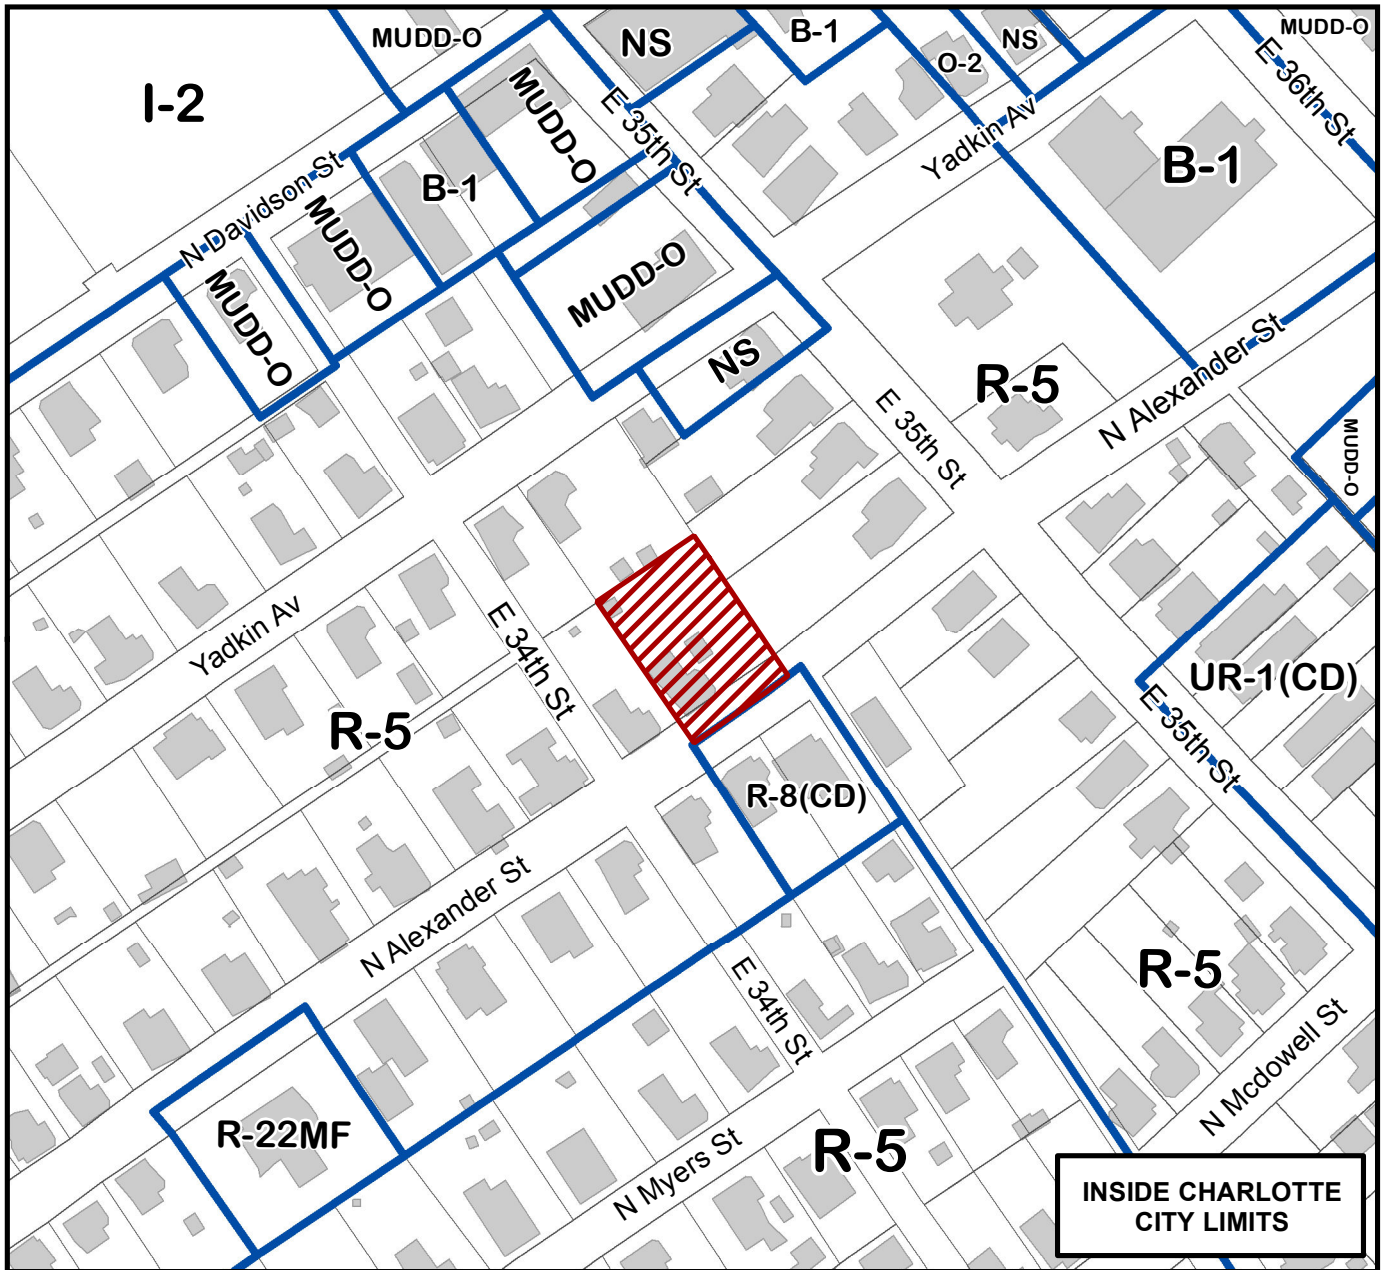 MUDD-O
NS
B-1
NS
MUDD-O
O-2
E 36th St
I-2
MUDD-O
E 35th St
Yadkin Av
B-1
B-1
N Davidson St
MUDD-O
MUDD-O
MUDD-O
NS
R-5
E 35th St
N Alexander St
MUDD-O
Yadkin Av
E 34th St
UR-1(CD)
R-5
E 35th St
R-8(CD)
N Alexander St
R-5
E 34th St
N Mcdowell St
R-22MF
R-5
N Myers St
INSIDE CHARLOTTE
CITY LIMITS